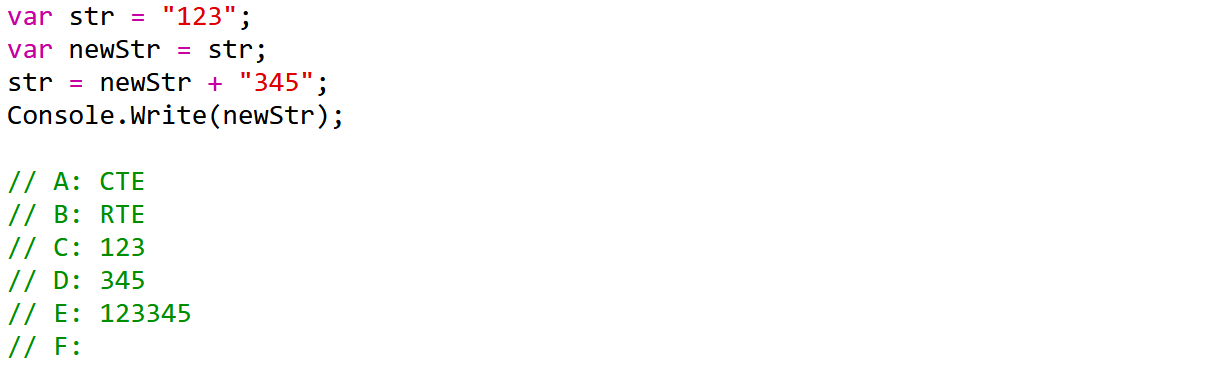 var str = "123";
var newStr = str;
str = newStr + "345";
Console.Write(newStr);
// A: CTE
// B: RTE
// C: 123
// D: 345
// E: 123345
// F: